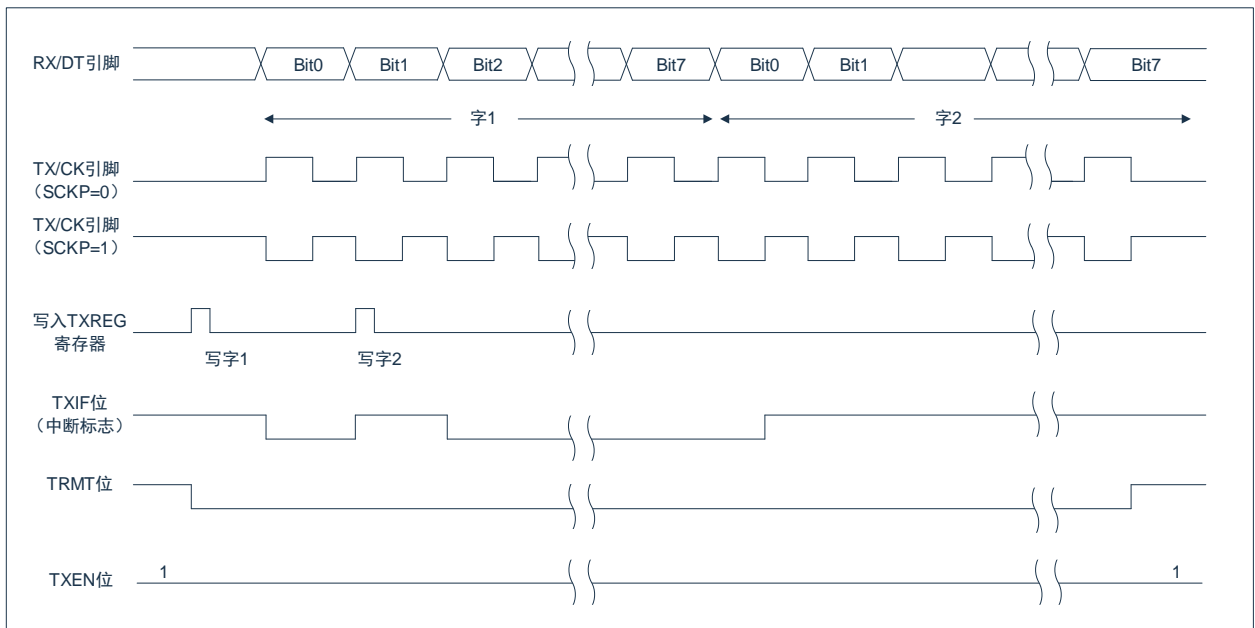 RX/DT引脚
Bit0
Bit1
Bit2
Bit7
Bit0
Bit1
Bit7
字1
字2
TX/CK引脚
（SCKP=0）
TX/CK引脚
（SCKP=1）
写入TXREG
寄存器
写字1
写字2
TXIF位
（中断标志）
TRMT位
TXEN位
1
1